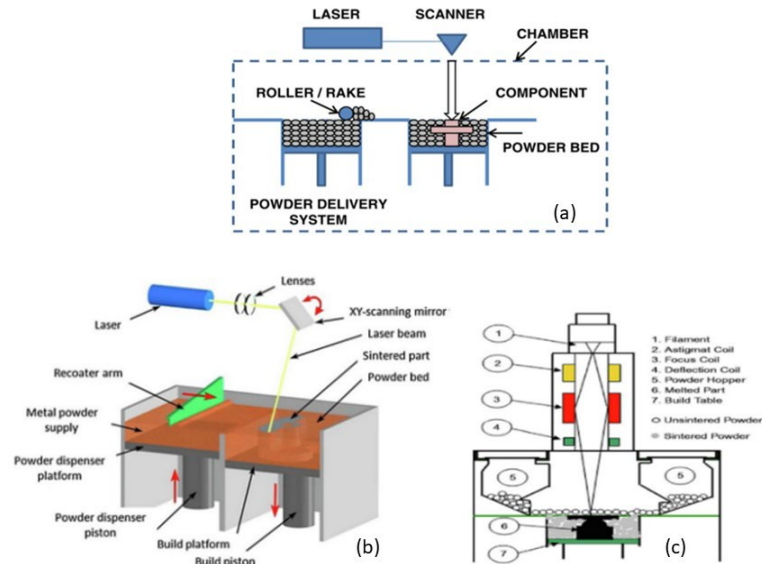 LASER
SCANNER
CHAMBER
ROLLER / RAKE
COMPONENT
POWDER BED
POWDER DELIVERY
SYSTEM
(a)
Lenses
Laser
XY-scanning mirror
Laser beam
Sintered part
Powder bed
Recoater arm
Metal powder
supply
Powder dispenser
platform
Powder dispenser
piston
Build platform
Build piston
(b)
1
2
3
4
5
5
6
7
1. Filament
2. Astigmat Coil
3. Focus Coil
4. Deflection Coil
5. Powder Hopper
6. Melted Part
7. Build Table
Unsintered Powder
Sintered Powder
(c)